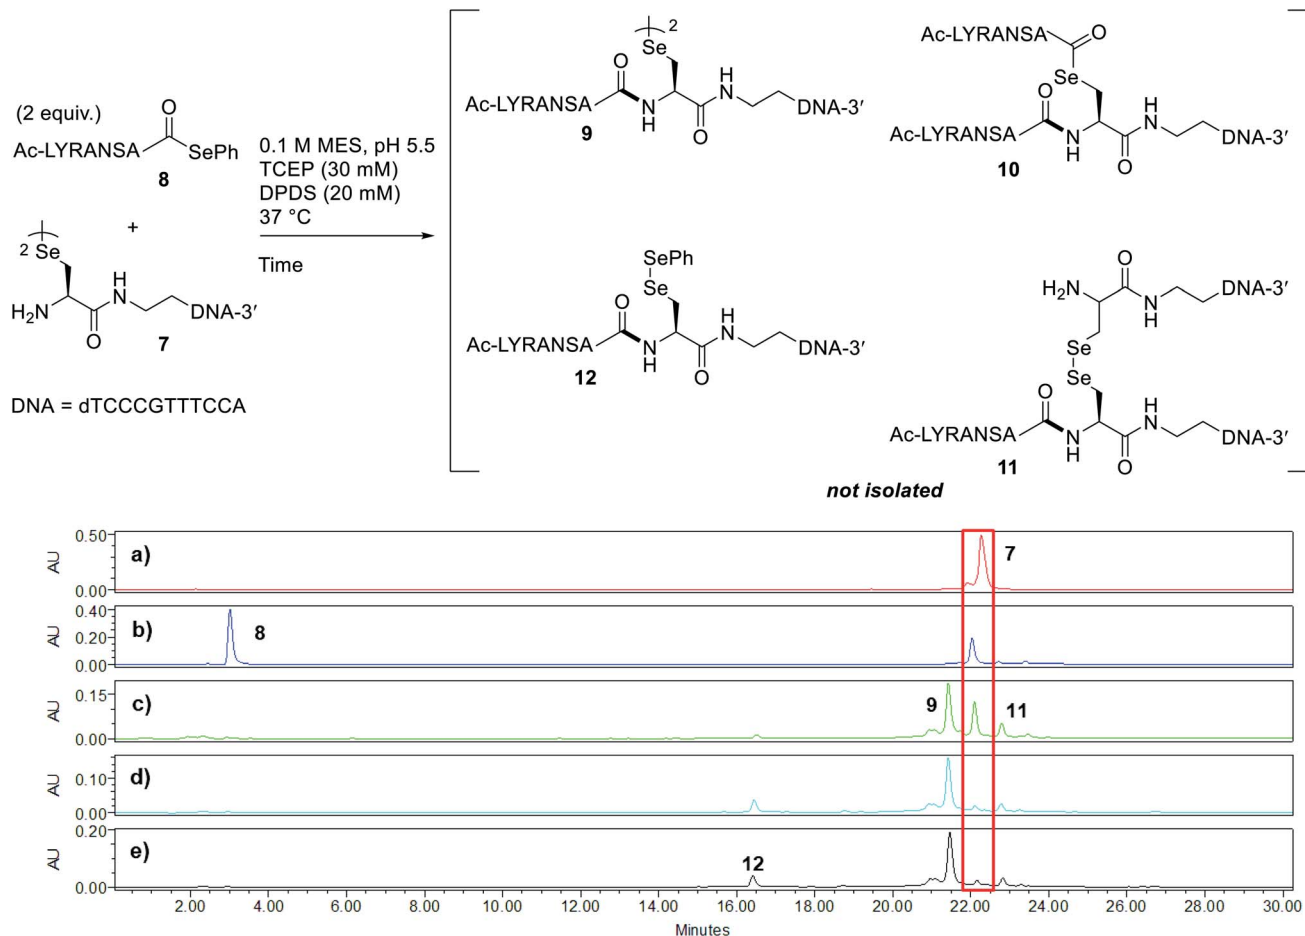 (2 equiv.)
O
Ac-LYRANSA
SePh
8
+
2
Se
H
H2N
N
DNA-3′
O
7
DNA = dTCCCGTTTCCA
0.1 M MES, pH 5.5
TCEP (30 mM)
DPDS (20 mM)
37 °C
Time
2
Se
O
H
Ac-LYRANSA
N
N
DNA-3′
H
O
9
Ac-LYRANSA
O
Se
O
H
Ac-LYRANSA
N
N
DNA-3′
H
O
10
SePh
Se
O
H
Ac-LYRANSA
N
N
DNA-3′
H
O
12
O
H2N
N
DNA-3′
H
Se
Se
O
H
Ac-LYRANSA
N
N
DNA-3′
H
O
11
not isolated
a)
AU
0.50
0.00
7
b)
AU
0.40
0.20
0.00
8
c)
AU
0.15
0.00
9
11
d)
AU
0.10
0.00
e)
AU
0.20
0.00
12
2.00 4.00 6.00 8.00 10.00 12.00 14.00 16.00 18.00 20.00 22.00 24.00 26.00 28.00 30.00
Minutes